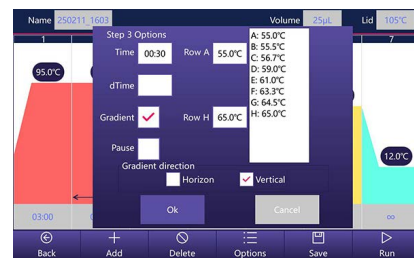 Name 250211_1603 Volume 25μL Lid 105℃
1 7
Step 3 Options
Time 00:30 Row A 55.0℃
A: 55.0℃
B: 55.5℃
C: 56.7℃
D: 59.0℃
E: 61.0℃
F: 63.3℃
G: 64.5℃
H: 65.0℃
95.0℃
dTime
Gradient Row H 65.0℃
Pause
12.0℃
Gradient direction
Horizon Vertical
Ok Cancel
03:00 0 ∞
Back Add Delete Options Save Run